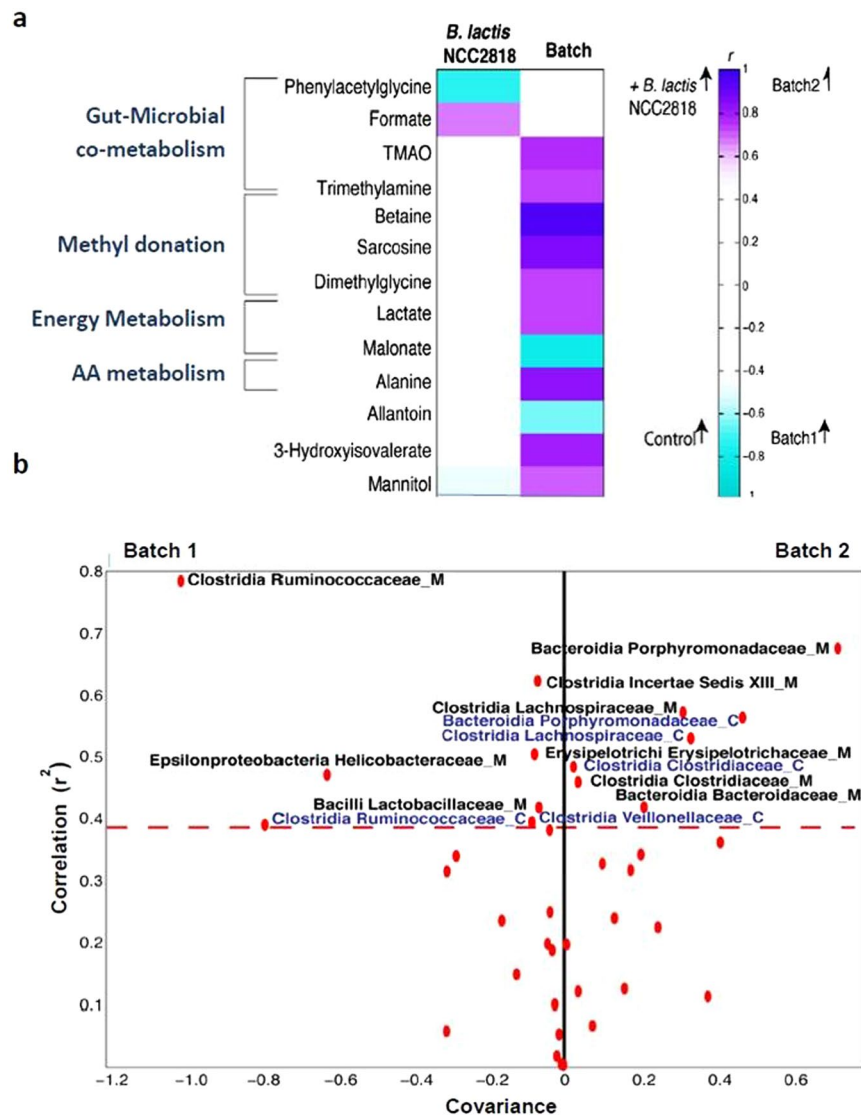 a
B. lactis
NCC2818
Batch
Gut-Microbial
co-metabolism
Methyl donation
Energy Metabolism
AA metabolism
Phenylacetylglycine
Formate
TMAO
Trimethylamine
Betaine
Sarcosine
Dimethylglycine
Lactate
Malonate
Alanine
Allantoin
3-Hydroxyisovalerate
Mannitol
+ B. lactis
NCC2818
Control
r
1
0.8
0.6
0.4
0.2
0
−0.2
−0.4
−0.6
−0.8
1
Batch2
Batch1
b
Batch 1
Batch 2
Clostridia Ruminococcaceae_M
Bacteroidia Porphyromonadaceae_M
Clostridia Incertae Sedis XIII_M
Clostridia Lachnospiraceae_M
Bacteroidia Porphyromonadaceae_C
Clostridia Lachnospiraceae_C
Erysipelotrichi Erysipelotrichaceae_M
Epsilonproteobacteria Helicobacteraceae_M
Clostridia Clostridiaceae_C
Clostridia Clostridiaceae_M
Bacteroidia Bacteroidaceae_M
Bacilli Lactobacillaceae_M
Clostridia Ruminococcaceae_C
Clostridia Veillonellaceae_C
Correlation (r²)
0.8
0.7
0.6
0.5
0.4
0.3
0.2
0.1
−1.2
−1.0
−0.8
−0.6
−0.4
−0.2
0
0.2
0.4
0.6
Covariance